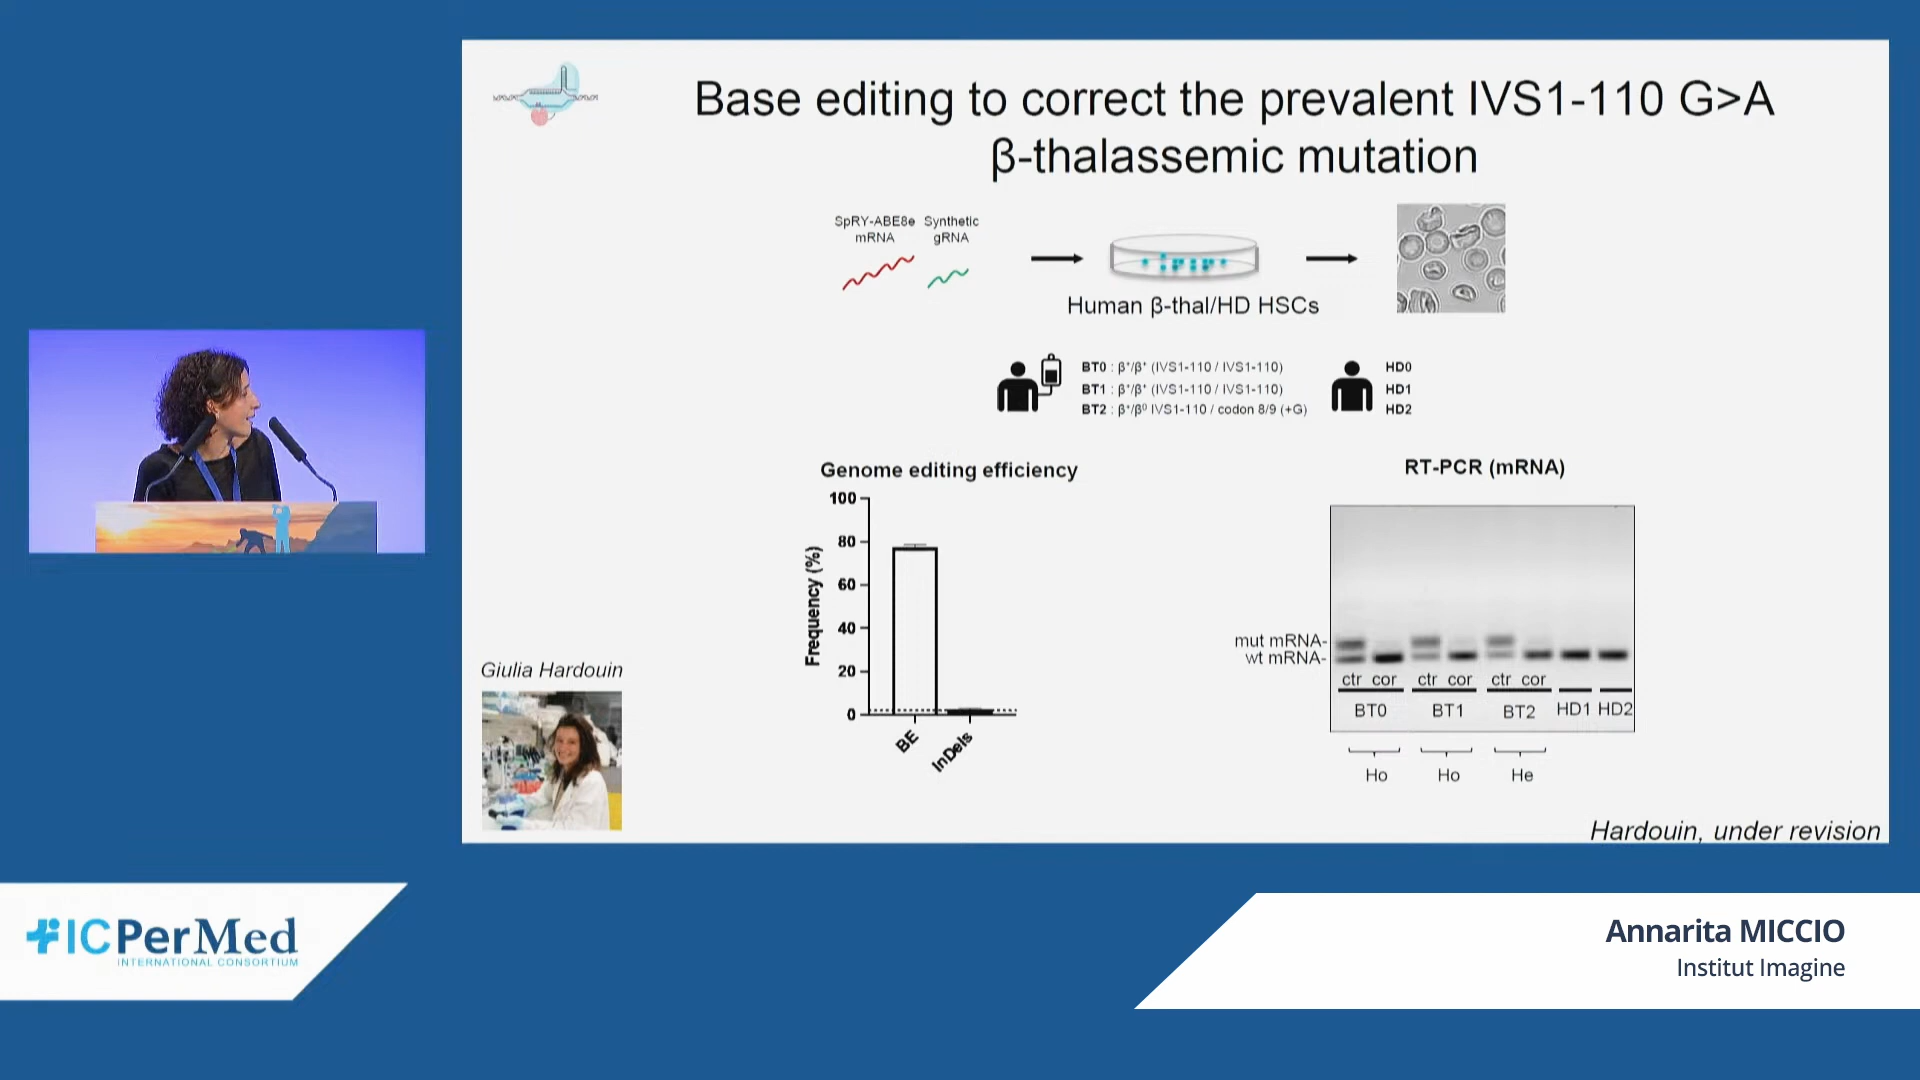 Base editing to correct the prevalent IVS1-110 G>A
β-thalassemic mutation
SpRY-ABE8e
mRNA
Synthetic
gRNA
Human β-thal/HD HSCs
BT0 : β⁺/β⁺ (IVS1-110 / IVS1-110)
BT1 : β⁺/β⁺ (IVS1-110 / IVS1-110)
BT2 : β⁺/β⁰ IVS1-110 / codon 8/9 (+G)
HD0
HD1
HD2
Genome editing efficiency
Frequency (%)
100
80
60
40
20
0
BE
InDels
RT-PCR (mRNA)
mut mRNA-
wt mRNA-
ctr cor ctr cor ctr cor
BT0 BT1 BT2 HD1 HD2
Ho Ho He
Giulia Hardouin
Hardouin, under revision
ICPerMed
INTERNATIONAL CONSORTIUM
Annarita MICCIO
Institut Imagine